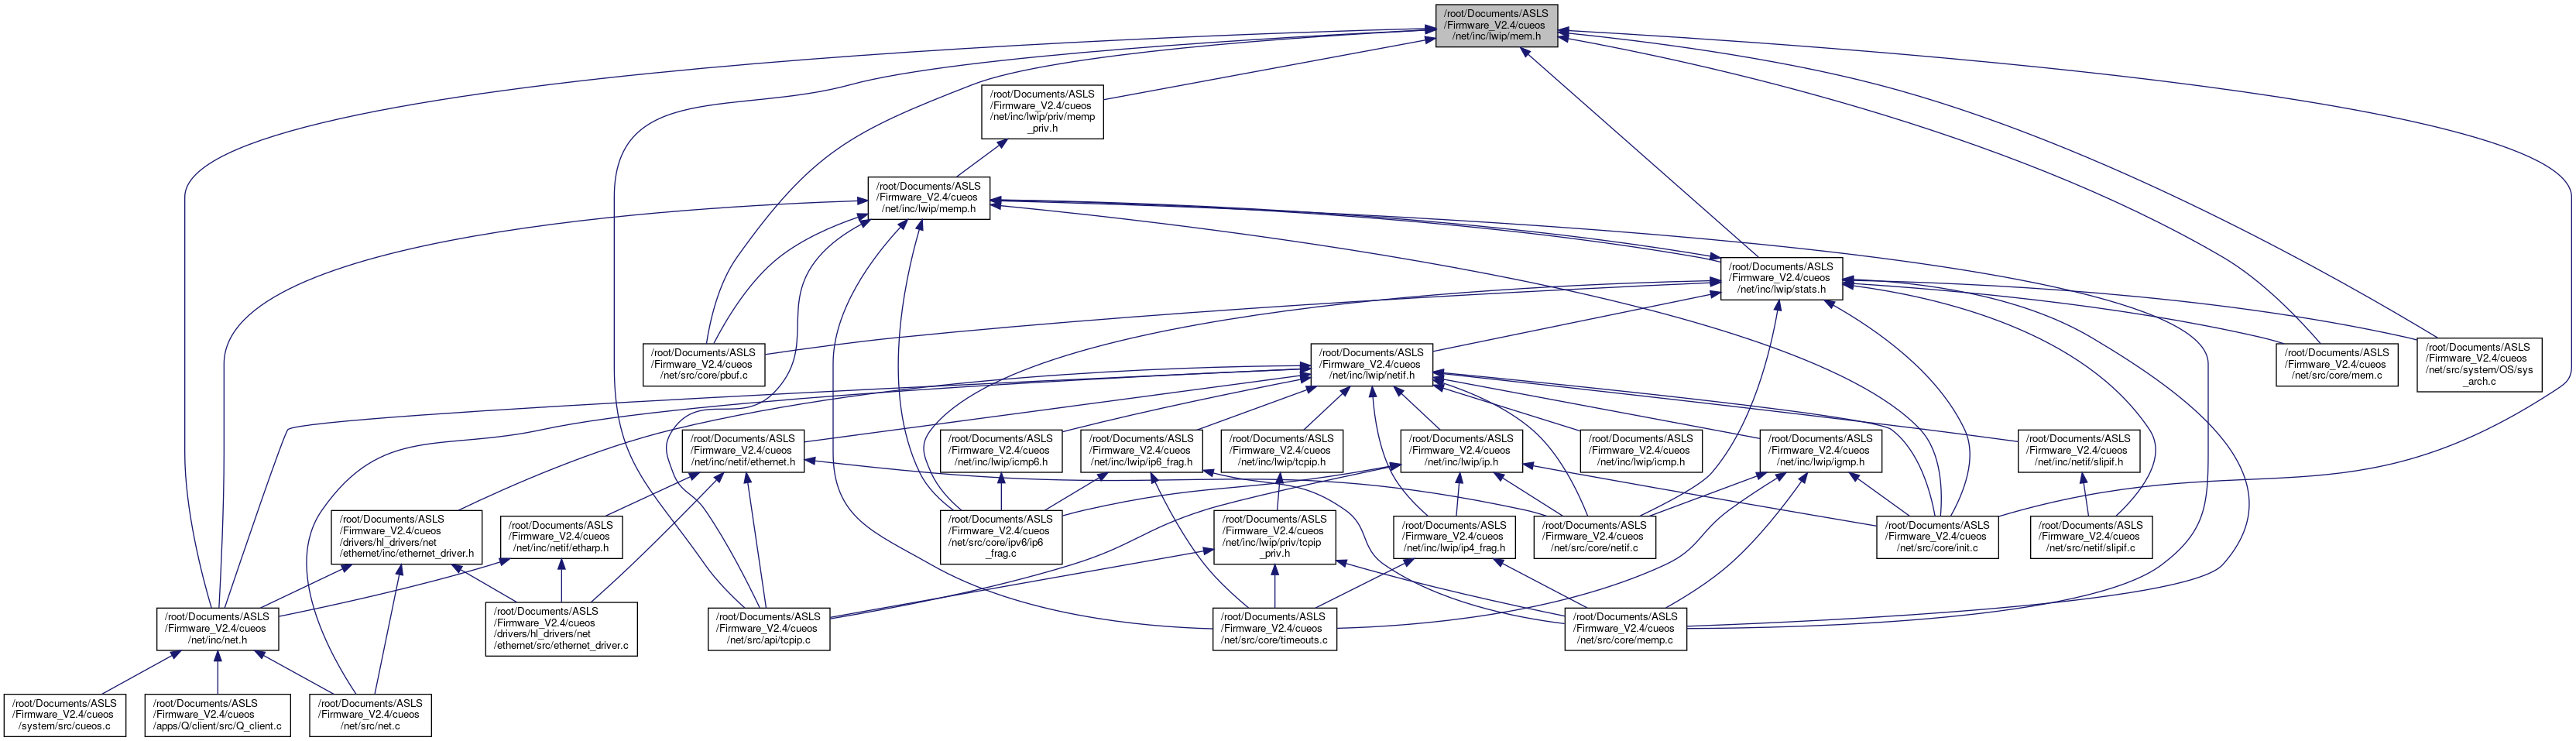 /root/Documents/ASLS
/Firmware_V2.4/cueos
/net/inc/lwip/mem.h
/root/Documents/ASLS
/Firmware_V2.4/cueos
/net/inc/lwip/priv/memp
_priv.h
/root/Documents/ASLS
/Firmware_V2.4/cueos
/net/inc/lwip/memp.h
/root/Documents/ASLS
/Firmware_V2.4/cueos
/net/inc/lwip/stats.h
/root/Documents/ASLS
/Firmware_V2.4/cueos
/net/src/core/pbuf.c
/root/Documents/ASLS
/Firmware_V2.4/cueos
/net/inc/lwip/netif.h
/root/Documents/ASLS
/Firmware_V2.4/cueos
/net/src/core/mem.c
/root/Documents/ASLS
/Firmware_V2.4/cueos
/net/src/system/OS/sys
_arch.c
/root/Documents/ASLS
/Firmware_V2.4/cueos
/net/inc/netif/ethernet.h
/root/Documents/ASLS
/Firmware_V2.4/cueos
/net/inc/lwip/icmp6.h
/root/Documents/ASLS
/Firmware_V2.4/cueos
/net/inc/lwip/ip6_frag.h
/root/Documents/ASLS
/Firmware_V2.4/cueos
/net/inc/lwip/tcpip.h
/root/Documents/ASLS
/Firmware_V2.4/cueos
/net/inc/lwip/ip.h
/root/Documents/ASLS
/Firmware_V2.4/cueos
/net/inc/lwip/icmp.h
/root/Documents/ASLS
/Firmware_V2.4/cueos
/net/inc/lwip/igmp.h
/root/Documents/ASLS
/Firmware_V2.4/cueos
/net/inc/netif/slipif.h
/root/Documents/ASLS
/Firmware_V2.4/cueos
/drivers/hl_drivers/net
/ethernet/inc/ethernet_driver.h
/root/Documents/ASLS
/Firmware_V2.4/cueos
/net/inc/netif/etharp.h
/root/Documents/ASLS
/Firmware_V2.4/cueos
/net/src/core/ipv6/ip6
_frag.c
/root/Documents/ASLS
/Firmware_V2.4/cueos
/net/inc/lwip/priv/tcpip
_priv.h
/root/Documents/ASLS
/Firmware_V2.4/cueos
/net/inc/lwip/ip4_frag.h
/root/Documents/ASLS
/Firmware_V2.4/cueos
/net/src/core/netif.c
/root/Documents/ASLS
/Firmware_V2.4/cueos
/net/src/core/init.c
/root/Documents/ASLS
/Firmware_V2.4/cueos
/net/src/netif/slipif.c
/root/Documents/ASLS
/Firmware_V2.4/cueos
/net/inc/net.h
/root/Documents/ASLS
/Firmware_V2.4/cueos
/drivers/hl_drivers/net
/ethernet/src/ethernet_driver.c
/root/Documents/ASLS
/Firmware_V2.4/cueos
/net/src/api/tcpip.c
/root/Documents/ASLS
/Firmware_V2.4/cueos
/net/src/core/timeouts.c
/root/Documents/ASLS
/Firmware_V2.4/cueos
/net/src/core/memp.c
/root/Documents/ASLS
/Firmware_V2.4/cueos
/system/src/cueos.c
/root/Documents/ASLS
/Firmware_V2.4/cueos
/apps/Q/client/src/Q_client.c
/root/Documents/ASLS
/Firmware_V2.4/cueos
/net/src/net.c